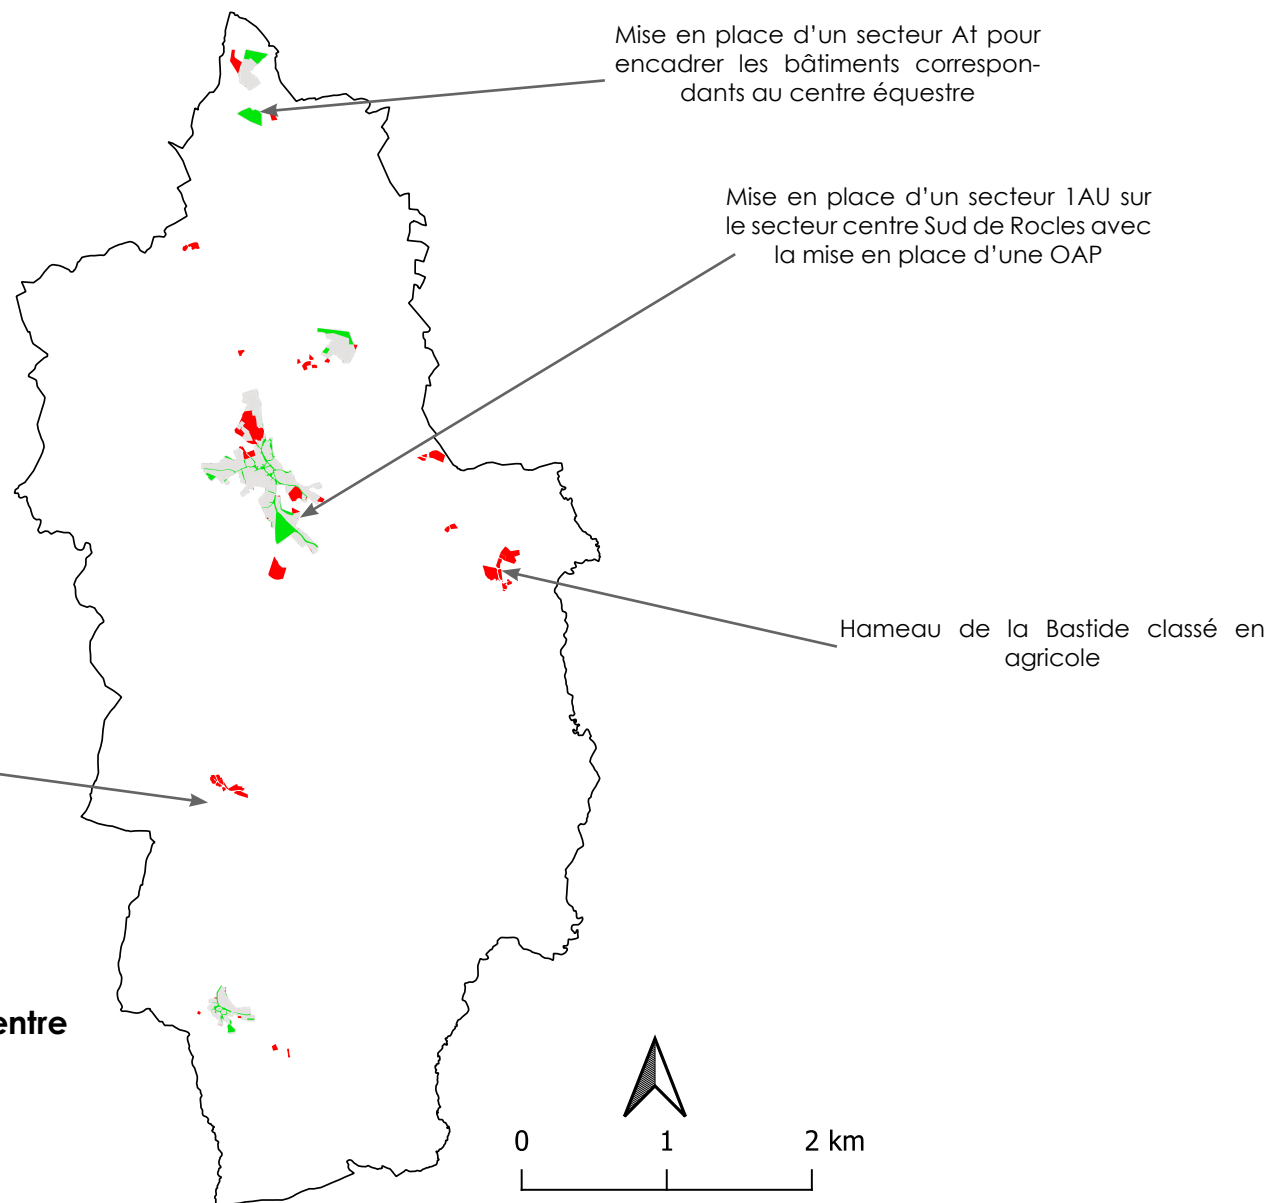 Mise en place d’un secteur At pour
encadrer les bâtiments correspon-
dants au centre équestre
Mise en place d’un secteur 1AU sur
le secteur centre Sud de Rocles avec
la mise en place d’une OAP
Hameau de la Bastide classé en
agricole
entre
0 1 2 km